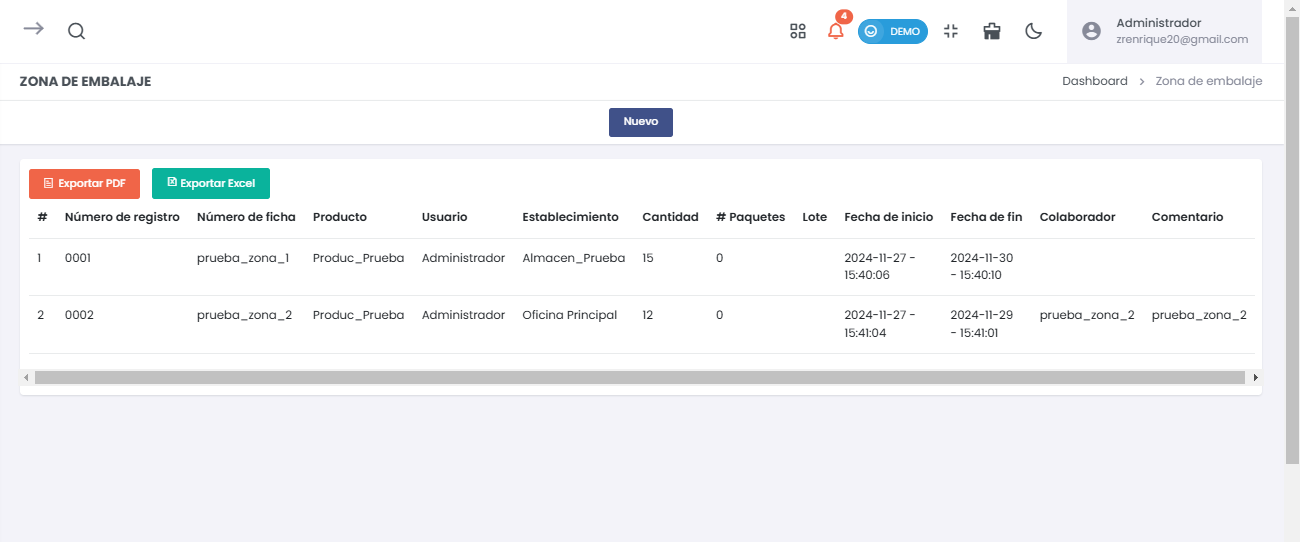 4
DEMO
Administrador
zrenrique20@gmail.com
ZONA DE EMBALAJE
Dashboard > Zona de embalaje
Nuevo
Exportar PDF Exportar Excel
# Número de registro Número de ficha Producto Usuario Establecimiento Cantidad # Paquetes Lote Fecha de inicio Fecha de fin Colaborador Comentario
1 0001 prueba_zona_1 Produc_Prueba Administrador Almacen_Prueba 15 0 2024-11-27 - 2024-11-30
15:40:06 - 15:40:10
2 0002 prueba_zona_2 Produc_Prueba Administrador Oficina Principal 12 0 2024-11-27 - 2024-11-29 prueba_zona_2 prueba_zona_2
15:41:04 - 15:41:01